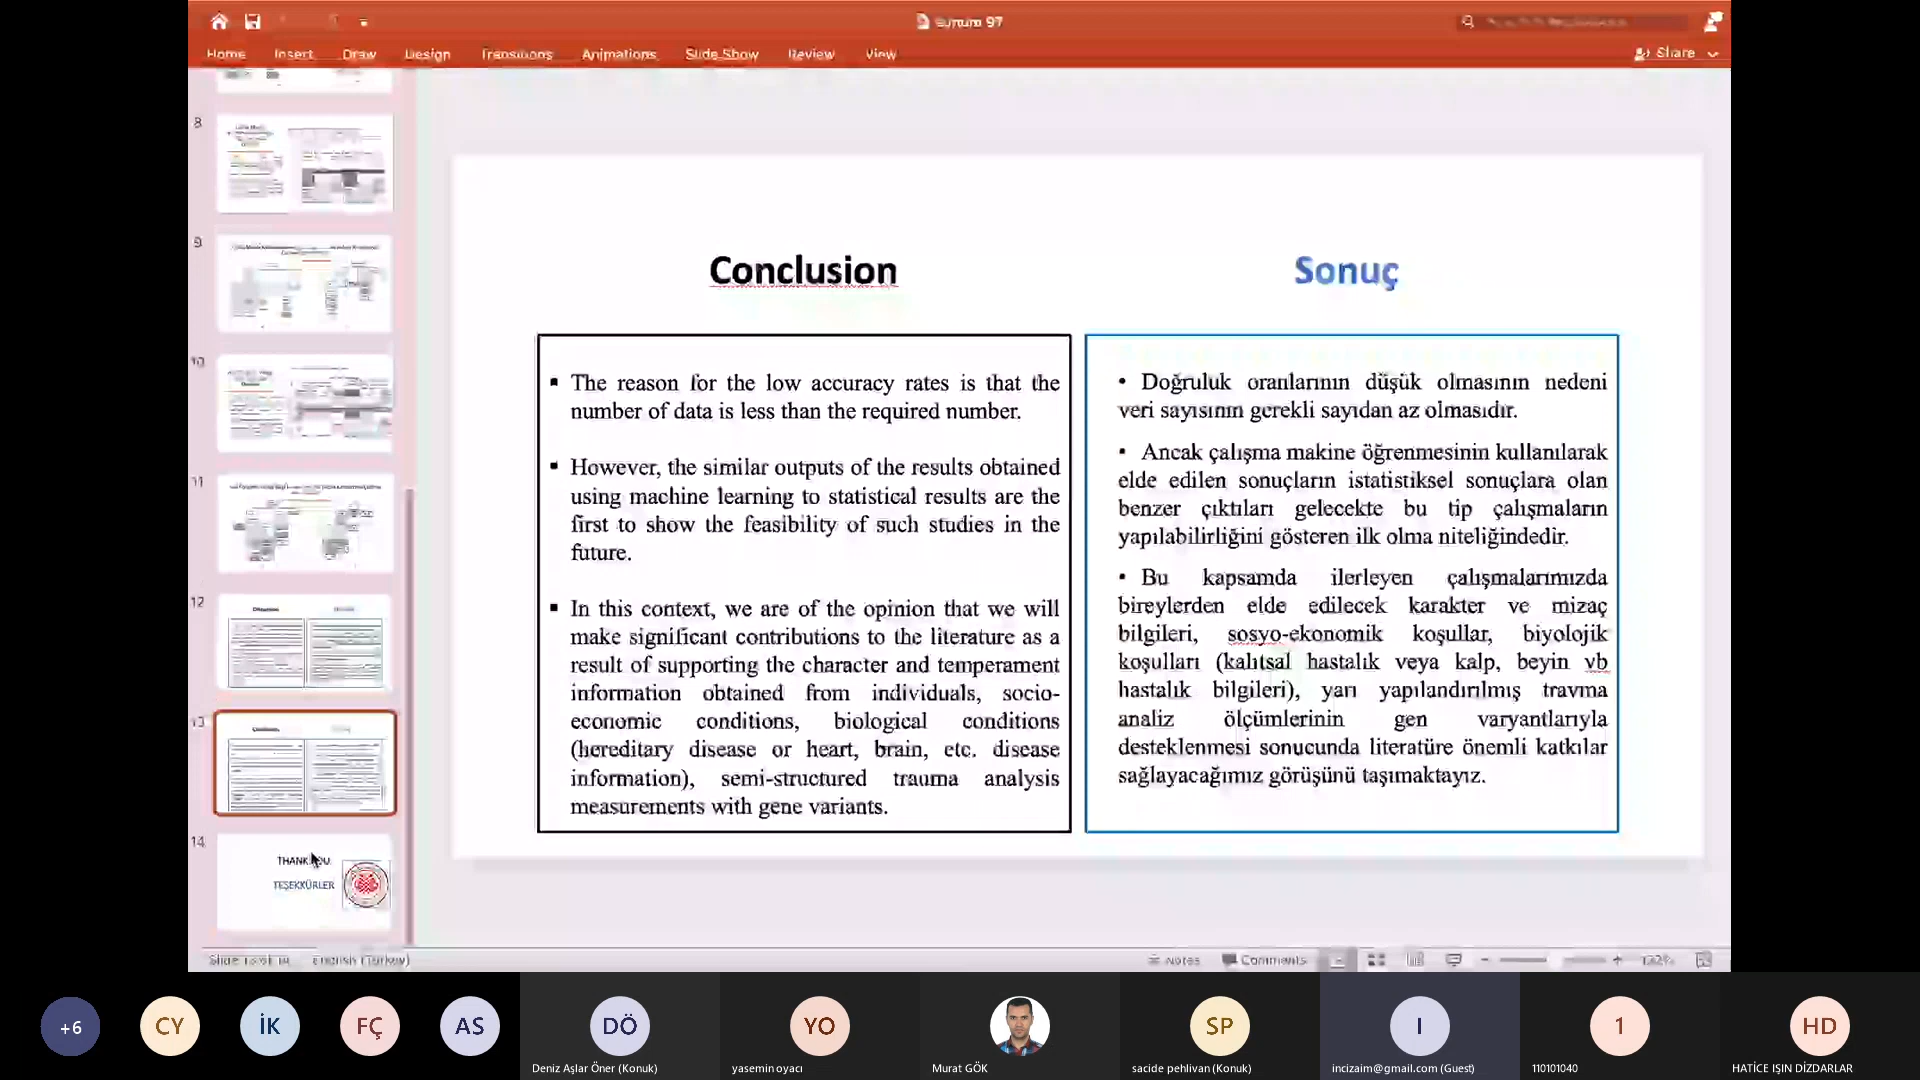 sunum 97
Home Insert Draw Design Transitions Animations Slide Show Review View
Share
8
9
10
11
12
13
14
THANK YOU
TEŞEKKÜRLER
Conclusion
▪ The reason for the low accuracy rates is that the
number of data is less than the required number.
▪ However, the similar outputs of the results obtained
using machine learning to statistical results are the
first to show the feasibility of such studies in the
future.
▪ In this context, we are of the opinion that we will
make significant contributions to the literature as a
result of supporting the character and temperament
information obtained from individuals, socio-
economic conditions, biological conditions
(hereditary disease or heart, brain, etc. disease
information), semi-structured trauma analysis
measurements with gene variants.
Sonuç
• Doğruluk oranlarının düşük olmasının nedeni
veri sayısının gerekli sayıdan az olmasıdır.
• Ancak çalışma makine öğrenmesinin kullanılarak
elde edilen sonuçların istatistiksel sonuçlara olan
benzer çıktıları gelecekte bu tip çalışmaların
yapılabilirliğini gösteren ilk olma niteliğindedir.
• Bu kapsamda ilerleyen çalışmalarımızda
bireylerden elde edilecek karakter ve mizaç
bilgileri, sosyo-ekonomik koşullar, biyolojik
koşulları (kalıtsal hastalık veya kalp, beyin vb
hastalık bilgileri), yarı yapılandırılmış travma
analiz ölçümlerinin gen varyantlarıyla
desteklenmesi sonucunda literatüre önemli katkılar
sağlayacağımız görüşünü taşımaktayız.
Slide 13 of 14 English (Turkey)
Notes Comments 132%
+6 CY İK FÇ AS DÖ YO SP I 1 HD
Deniz Aşlar Öner (Konuk) yasemin oyacı Murat GÖK sacide pehlivan (Konuk) incizaim@gmail.com (Guest) 110101040 HATİCE IŞIN DİZDARLAR